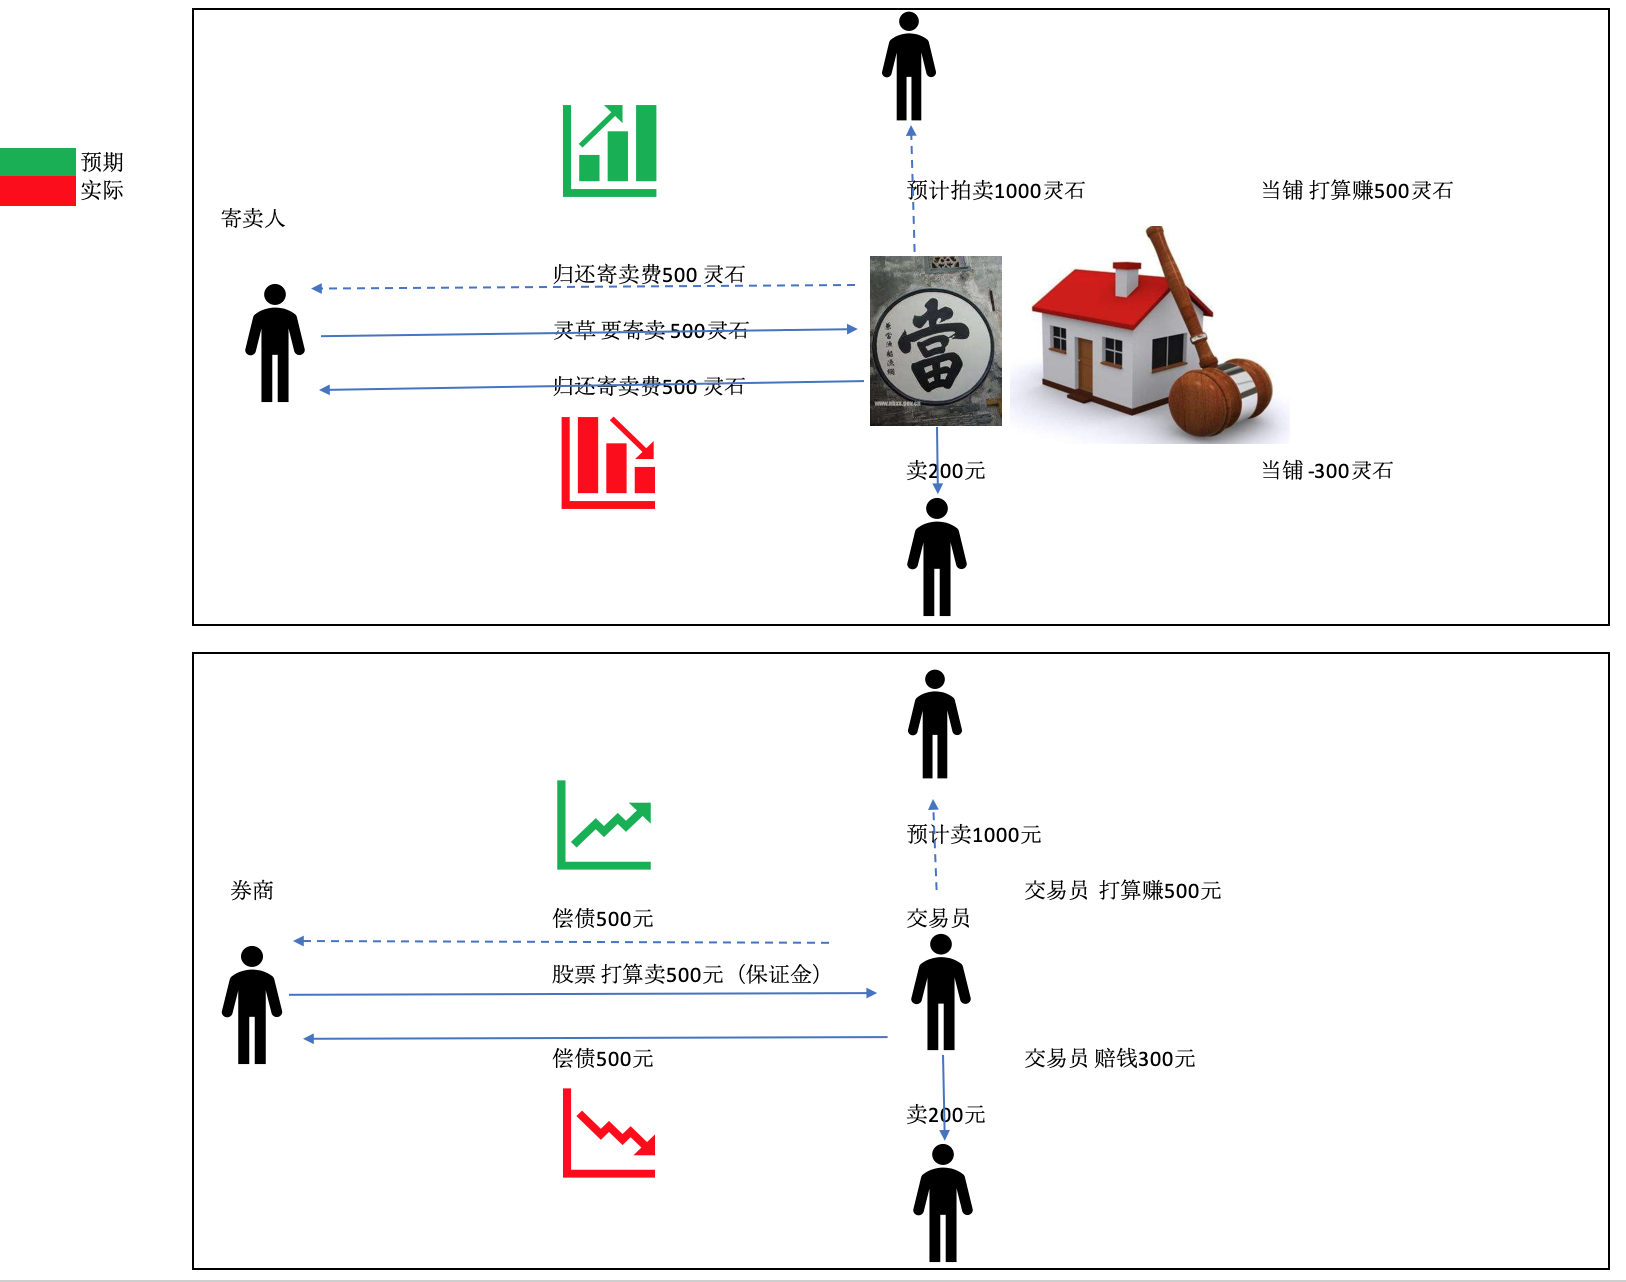 预期
实际
寄卖人
预计拍卖1000灵石
当铺 打算赚500灵石
归还寄卖费500 灵石
灵草 要寄卖 500灵石
归还寄卖费500 灵石
當
卖200元
当铺 -300灵石
预计卖1000元
券商
交易员 打算赚500元
偿债500元
交易员
股票 打算卖500元（保证金）
偿债500元
交易员 赔钱300元
卖200元